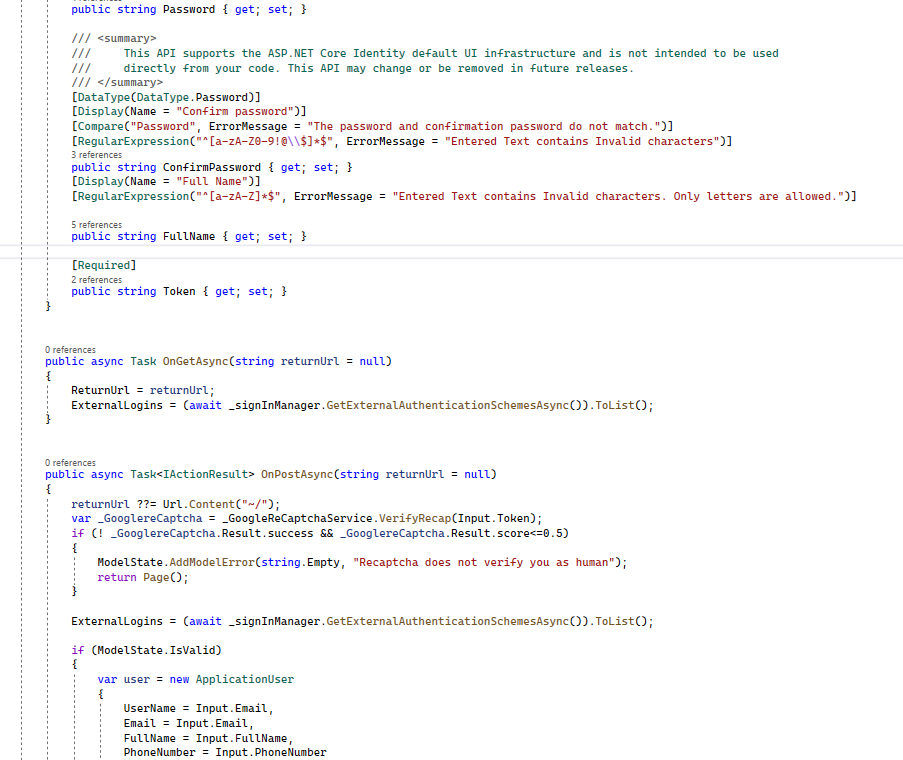 public string Password { get; set; }
/// <summary>
///     This API supports the ASP.NET Core Identity default UI infrastructure and is not intended to be used
///     directly from your code. This API may change or be removed in future releases.
/// </summary>
[DataType(DataType.Password)]
[Display(Name = "Confirm password")]
[Compare("Password", ErrorMessage = "The password and confirmation password do not match.")]
[RegularExpression("^[a-zA-Z0-9!@\\$]*$", ErrorMessage = "Entered Text contains Invalid characters")]
3 references
public string ConfirmPassword { get; set; }
[Display(Name = "Full Name")]
[RegularExpression("^[a-zA-Z]*$", ErrorMessage = "Entered Text contains Invalid characters. Only letters are allowed.")]
5 references
public string FullName { get; set; }
[Required]
2 references
public string Token { get; set; }
}
0 references
public async Task OnGetAsync(string returnUrl = null)
{
ReturnUrl = returnUrl;
ExternalLogins = (await _signInManager.GetExternalAuthenticationSchemesAsync()).ToList();
}
0 references
public async Task<IActionResult> OnPostAsync(string returnUrl = null)
{
returnUrl ??= Url.Content("~/");
var _GooglereCaptcha = _GoogleReCaptchaService.VerifyRecap(Input.Token);
if (! _GooglereCaptcha.Result.success && _GooglereCaptcha.Result.score<=0.5)
{
ModelState.AddModelError(string.Empty, "Recaptcha does not verify you as human");
return Page();
}
ExternalLogins = (await _signInManager.GetExternalAuthenticationSchemesAsync()).ToList();
if (ModelState.IsValid)
{
var user = new ApplicationUser
{
UserName = Input.Email,
Email = Input.Email,
FullName = Input.FullName,
PhoneNumber = Input.PhoneNumber